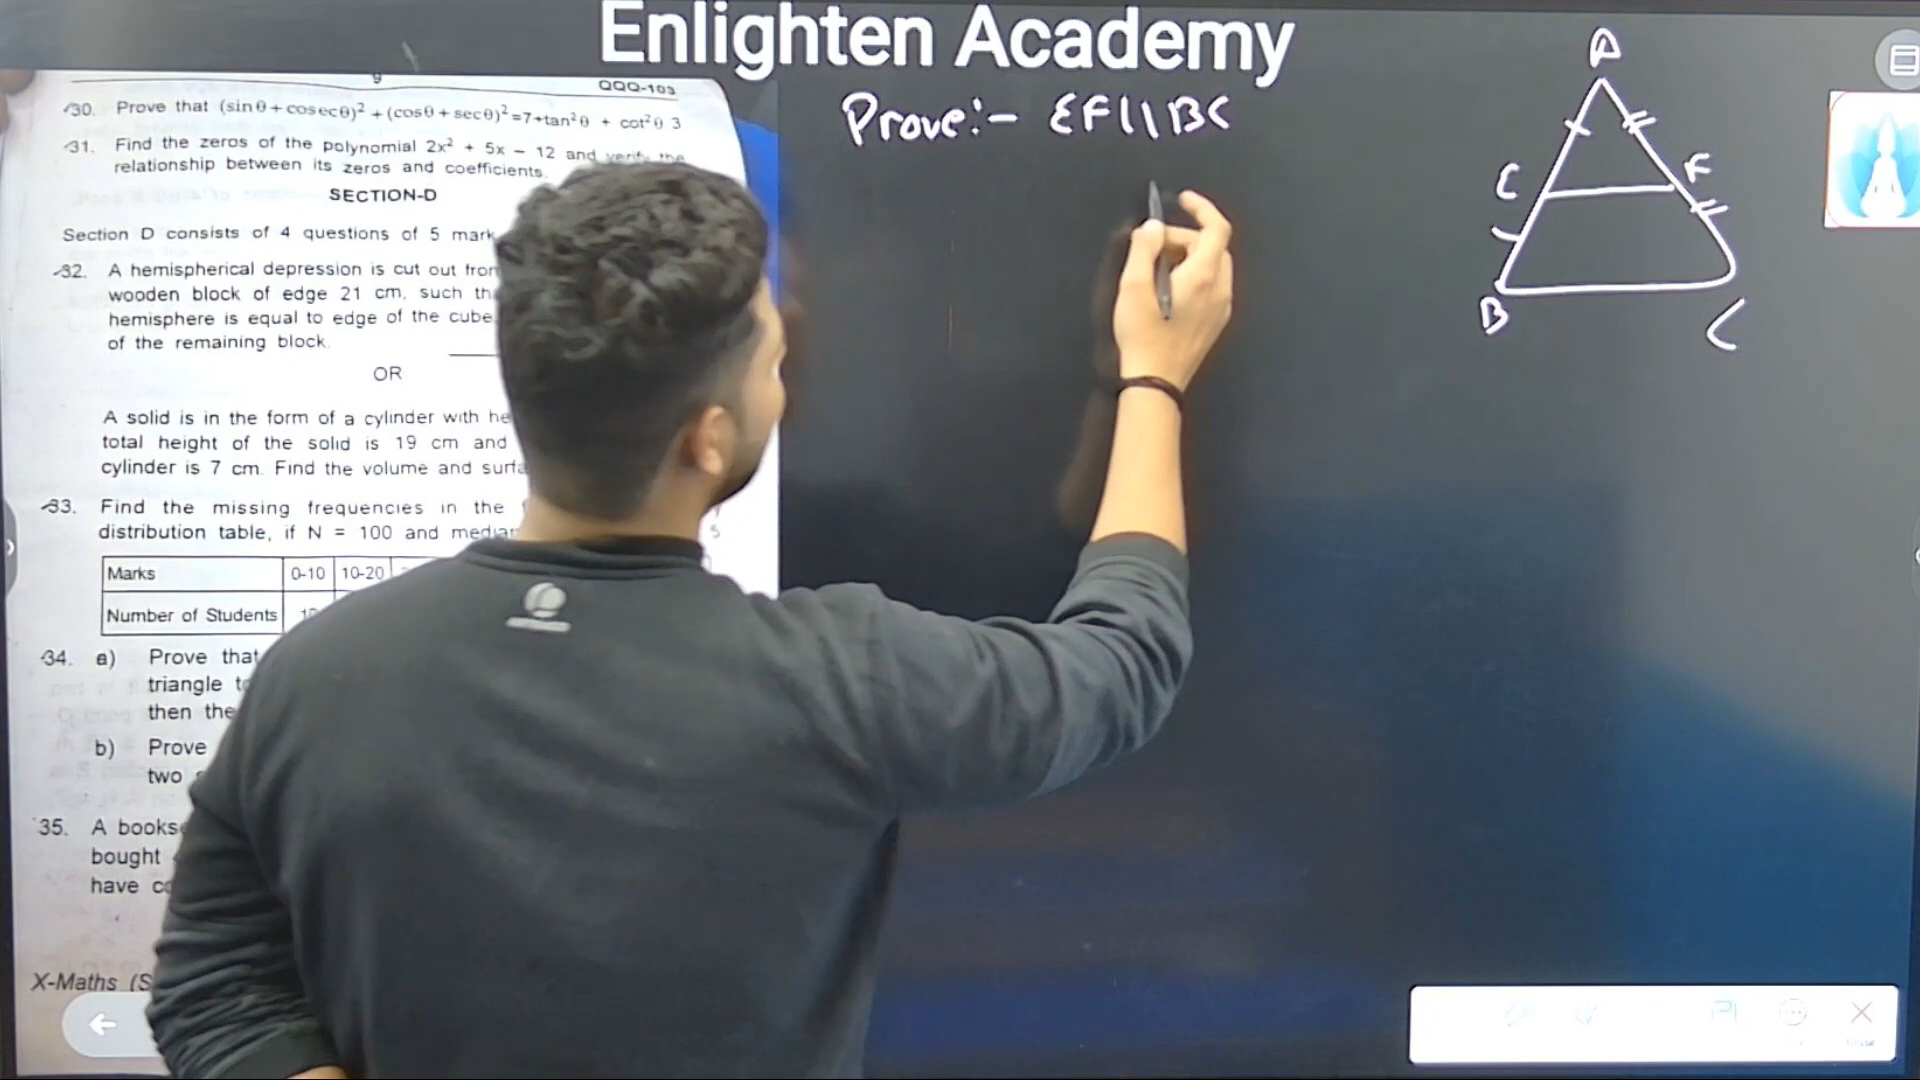 Enlighten Academy
9
QQQ-103
30. Prove that (sinθ+cosecθ)²+(cosθ+secθ)²=7+tan²θ + cot²θ 3
31. Find the zeros of the polynomial 2x² + 5x − 12 and verify the
relationship between its zeros and coefficients.
SECTION-D
Section D consists of 4 questions of 5 mark
32. A hemispherical depression is cut out from
wooden block of edge 21 cm, such
hemisphere is equal to edge of the cube.
of the remaining block.
OR
A solid is in the form of a cylinder with he
total height of the solid is 19 cm and
cylinder is 7 cm. Find the volume and surfa
33. Find the missing frequencies in the
distribution table, if N = 100 and median
Marks 0-10 10-20
Number of Students
34. a) Prove that
triangle
then the
b) Prove
two
35. A books
bought
have
X-Maths (S
Prove:- EF||BC
A
E F
B C